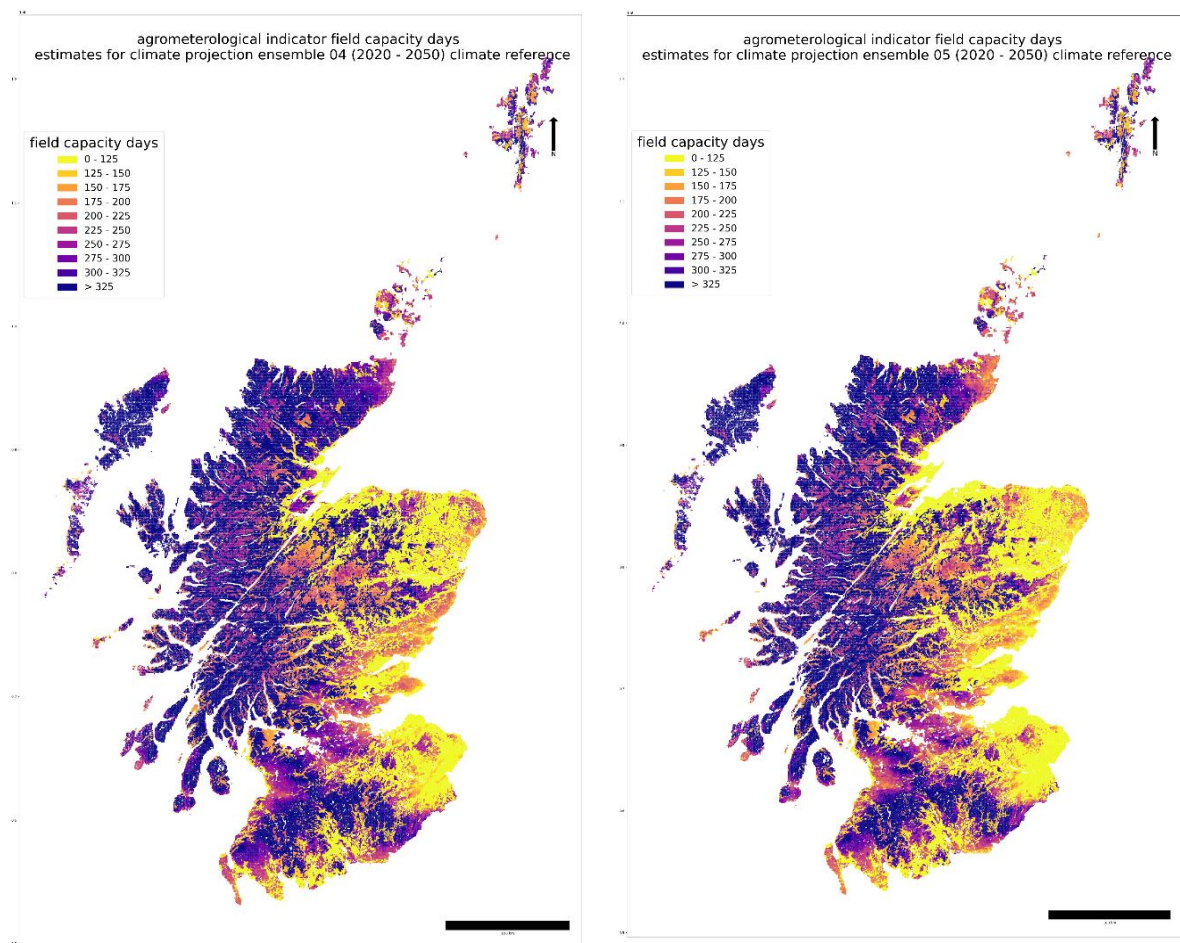 agrometerological indicator field capacity days
estimates for climate projection ensemble 04 (2020 - 2050) climate reference
N
field capacity days
0 - 125
125 - 150
150 - 175
175 - 200
200 - 225
225 - 250
250 - 275
275 - 300
300 - 325
> 325
agrometerological indicator field capacity days
estimates for climate projection ensemble 05 (2020 - 2050) climate reference
N
field capacity days
0 - 125
125 - 150
150 - 175
175 - 200
200 - 225
225 - 250
250 - 275
275 - 300
300 - 325
> 325